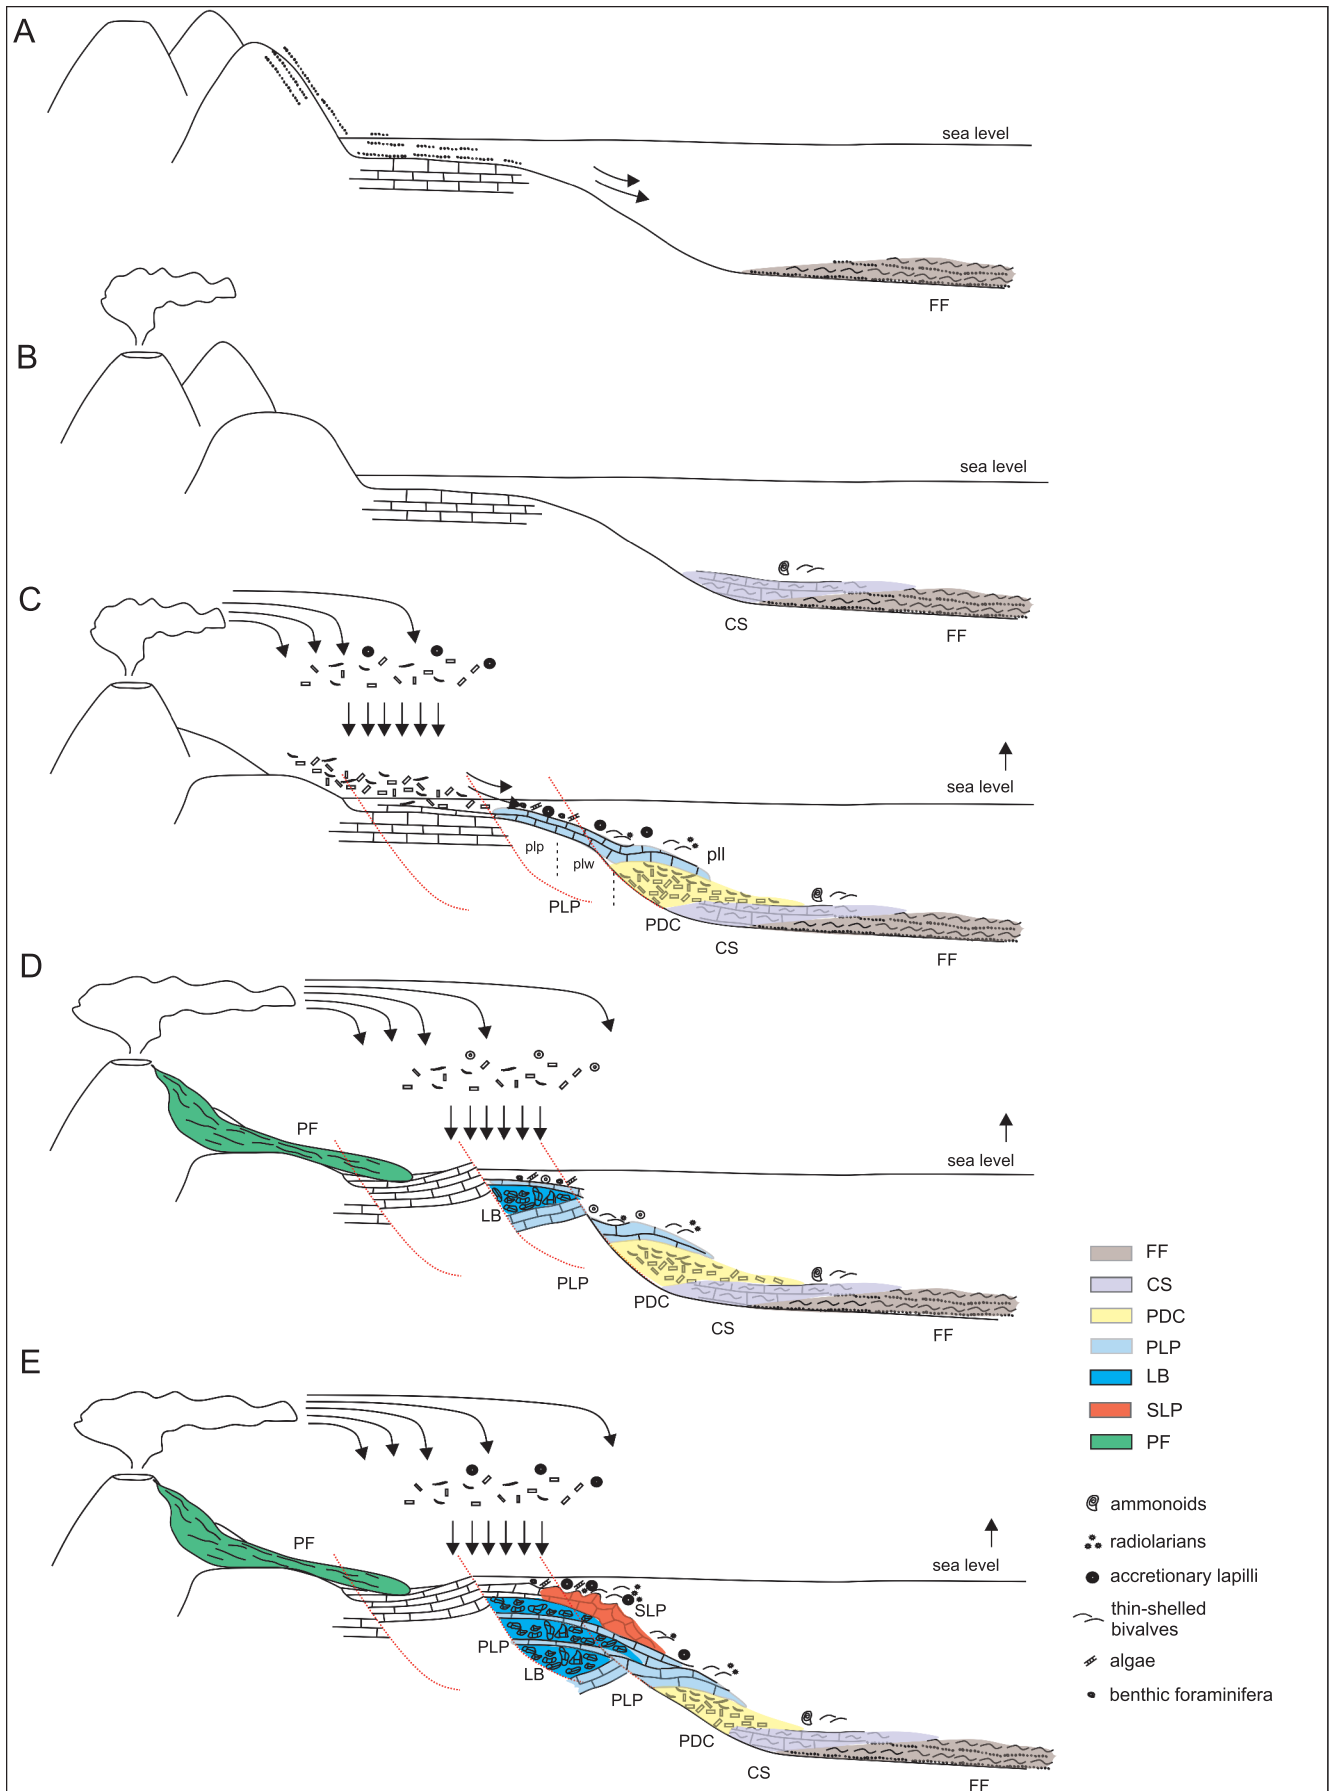 A
sea level
FF
B
sea level
CS
FF
C
sea level
plp
plw
pll
PLP
PDC
CS
FF
D
PF
sea level
LB
PLP
PDC
CS
FF
FF
CS
PDC
PLP
LB
SLP
PF
E
PF
sea level
SLP
PLP
LB
PLP
PDC
CS
FF
ammonoids
radiolarians
accretionary lapilli
thin-shelled
bivalves
algae
benthic foraminifera